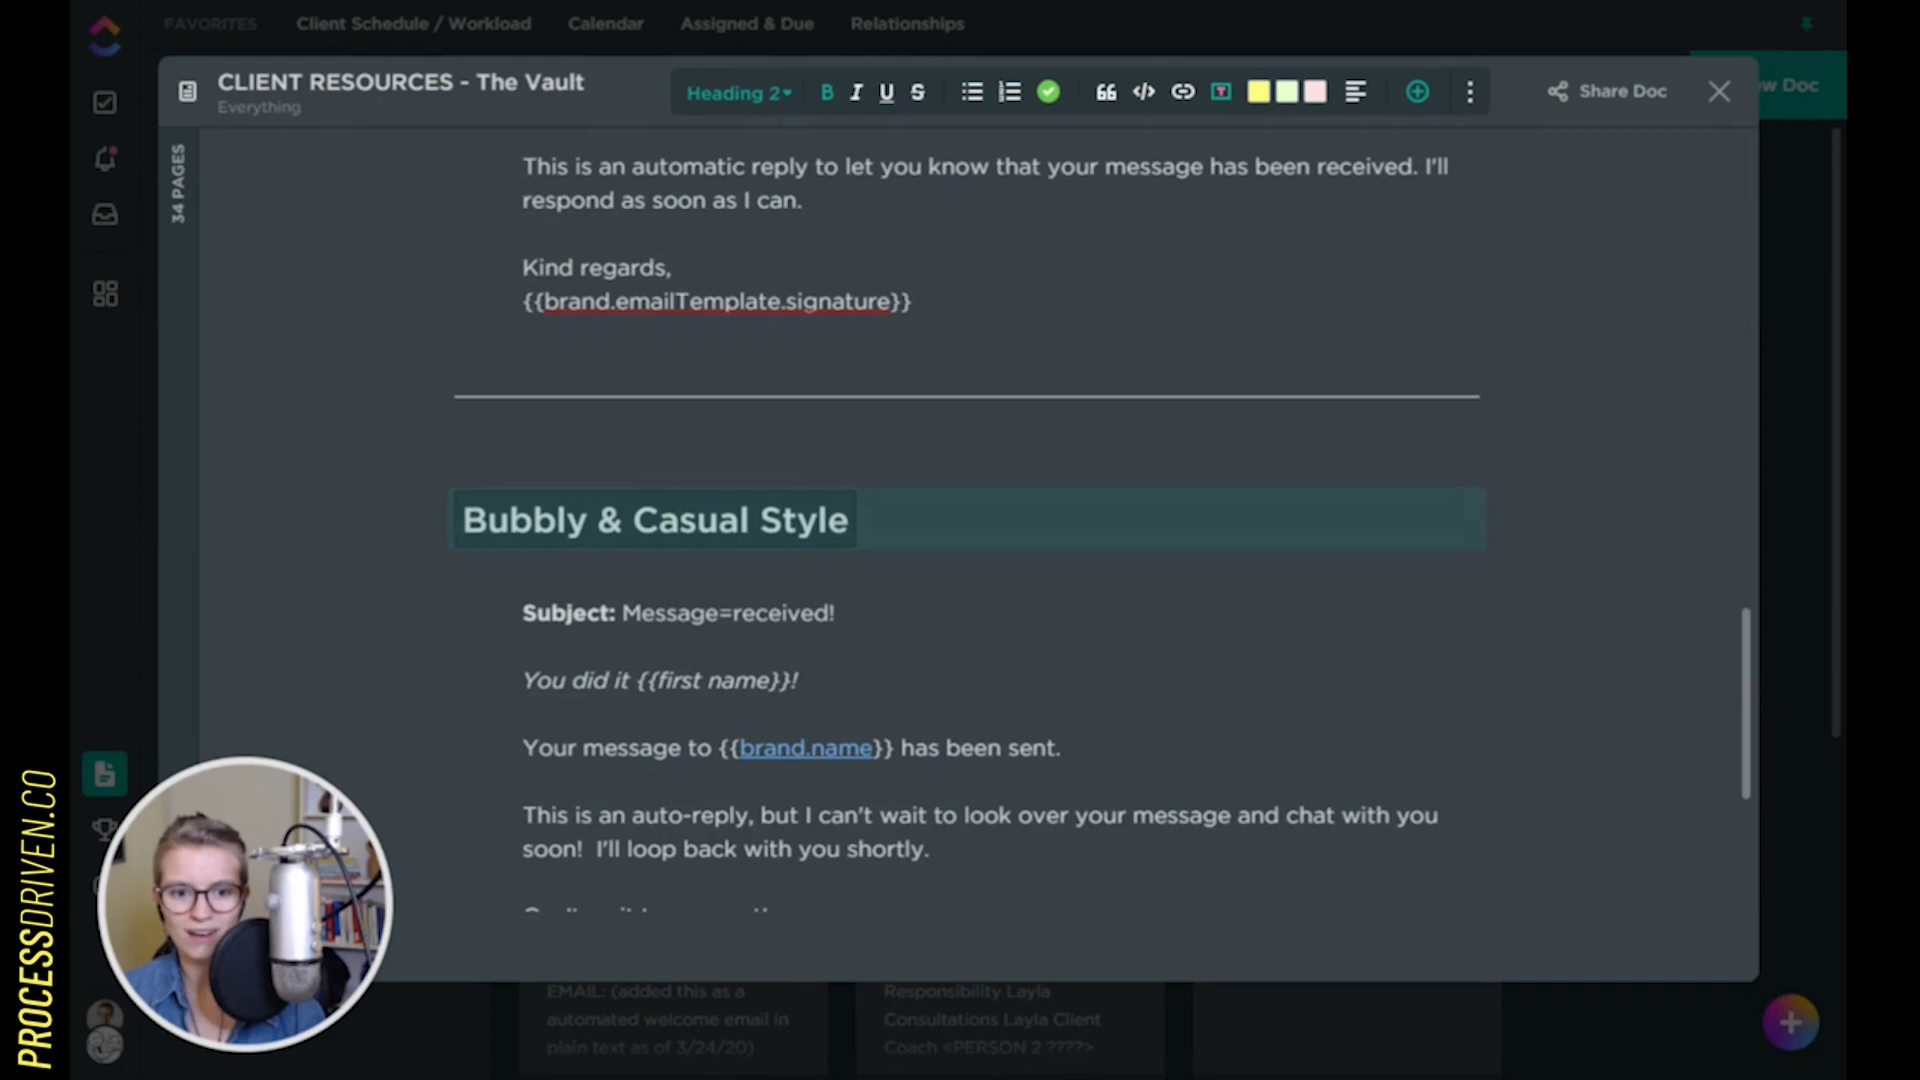 FAVORITES
Client Schedule / Workload
Calendar
Assigned & Due
Relationships
CLIENT RESOURCES - The Vault
Everything
Heading 2
B I U S
Share Doc
w Doc
34 PAGES
This is an automatic reply to let you know that your message has been received. I'll
respond as soon as I can.
Kind regards,
{{brand.emailTemplate.signature}}
Bubbly & Casual Style
Subject: Message=received!
You did it {{first name}}!
Your message to {{brand.name}} has been sent.
This is an auto-reply, but I can't wait to look over your message and chat with you
soon!  I'll loop back with you shortly.
EMAIL: (added this as a
automated welcome email in
plain text as of 3/24/20)
Responsibility Layla
Consultations Layla Client
Coach <PERSON 2 ????>
PROCESSDRIVEN.CO